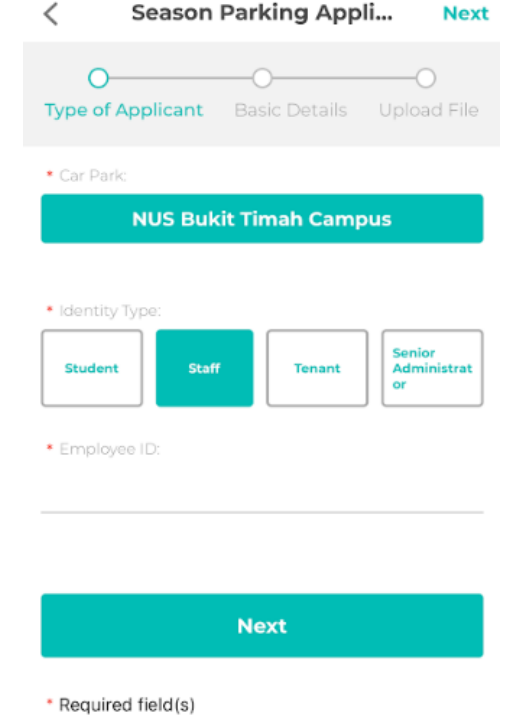 Season Parking Appli... Next
Type of Applicant Basic Details Upload File
* Car Park:
NUS Bukit Timah Campus
* Identity Type:
Student Staff Tenant Senior
Administrat
or
* Employee ID:
Next
* Required field(s)